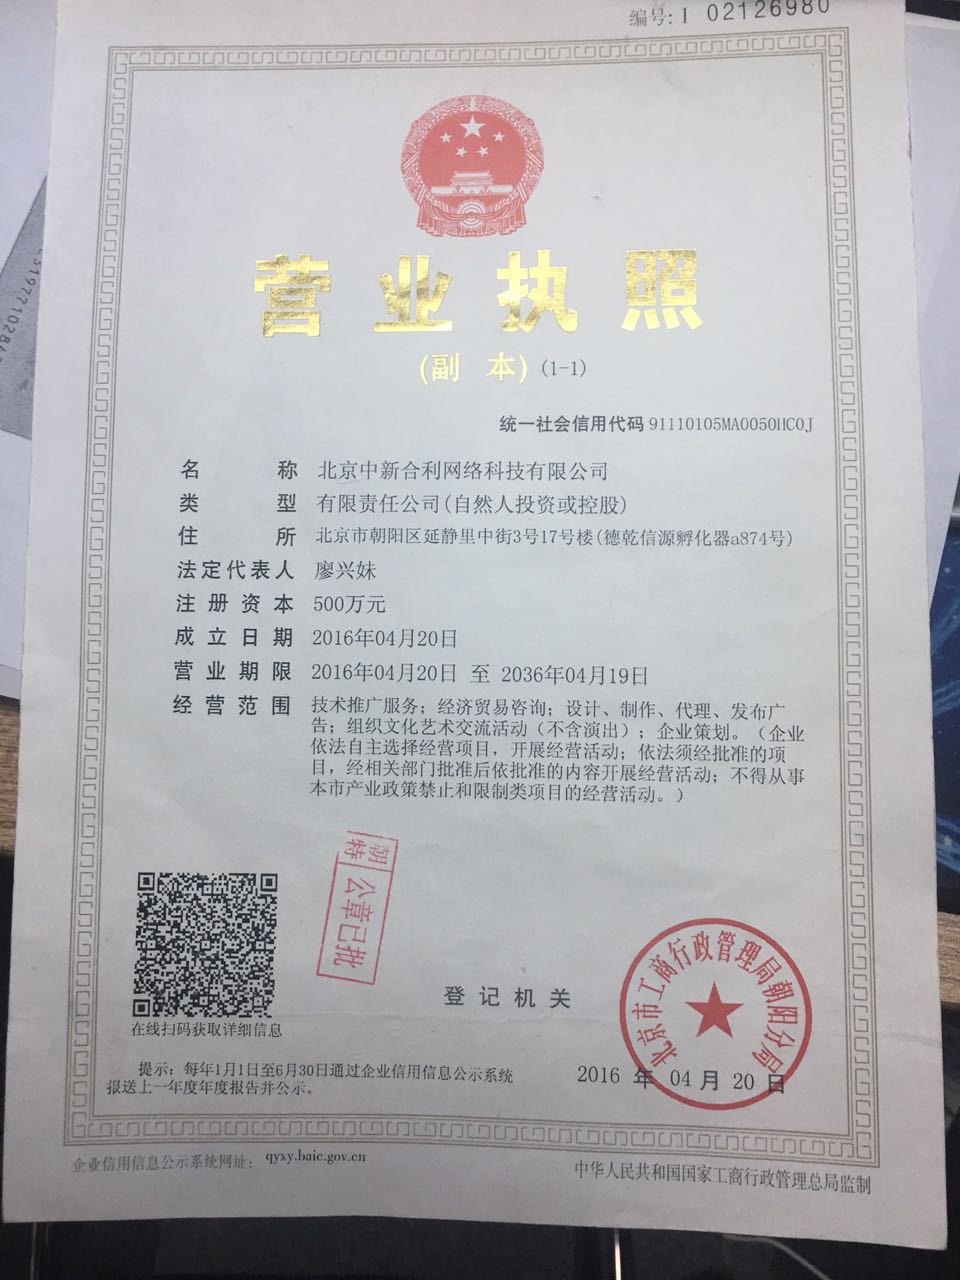 编号: 1 02126980
营业执照
(副 本) (1-1)
统一社会信用代码 91110105MA0050HC0J
名 称 北京中新合利网络科技有限公司
类 型 有限责任公司(自然人投资或控股)
住 所 北京市朝阳区延静里中街3号17号楼(德乾信源孵化器a874号)
法定代表人 廖兴妹
注册资本 500万元
成立日期 2016年04月20日
营业期限 2016年04月20日 至 2036年04月19日
经营范围 技术推广服务；经济贸易咨询；设计、制作、代理、发布广
告；组织文化艺术交流活动（不含演出）；企业策划。（企业
依法自主选择经营项目，开展经营活动；依法须经批准的项
目，经相关部门批准后依批准的内容开展经营活动；不得从事
本市产业政策禁止和限制类项目的经营活动。）
朝
特
公章已批
在线扫码获取详细信息
登记机关
北京市工商行政管理局朝阳分局
2016 年 04 月 20 日
提示：每年1月1日至6月30日通过企业信用信息公示系统
报送上一年度年度报告并公示。
企业信用信息公示系统网址： qyxy.baic.gov.cn
中华人民共和国国家工商行政管理总局监制